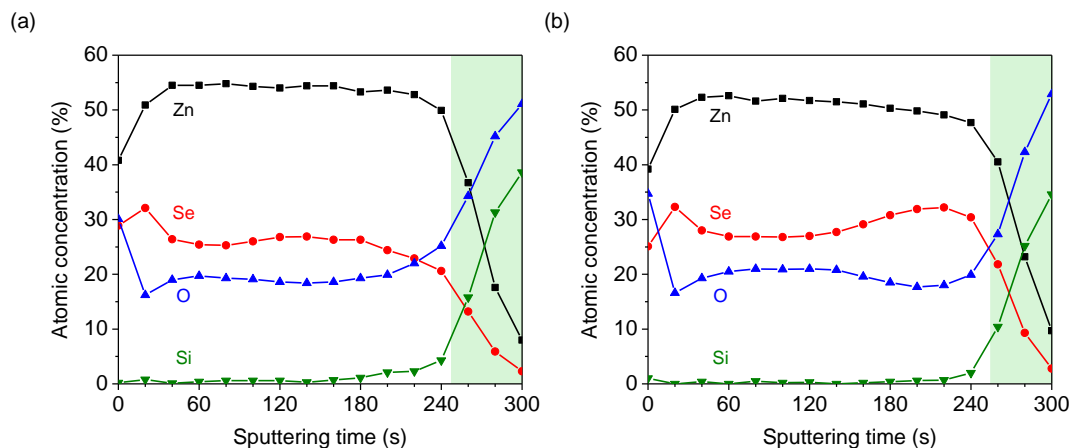 (a)
(b)
60
50
40
30
20
10
0
Atomic concentration (%)
Zn
Se
O
Si
0 60 120 180 240 300
Sputtering time (s)
60
50
40
30
20
10
0
Atomic concentration (%)
Zn
Se
O
Si
0 60 120 180 240 300
Sputtering time (s)